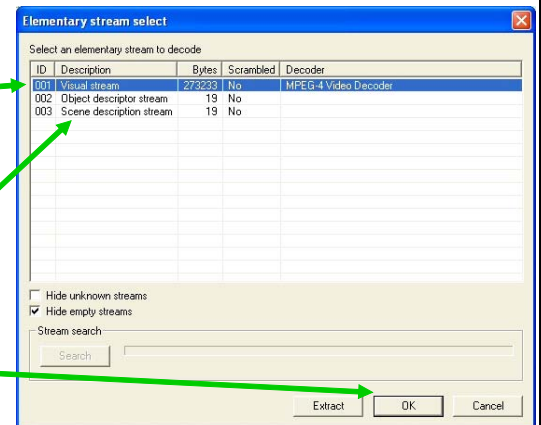 Elementary stream select
Select an elementary stream to decode
ID Description Bytes Scrambled Decoder
001 Visual stream 273233 No MPEG-4 Video Decoder
002 Object descriptor stream 19 No
003 Scene description stream 19 No
Hide unknown streams
Hide empty streams
Stream search
Search
Extract OK Cancel